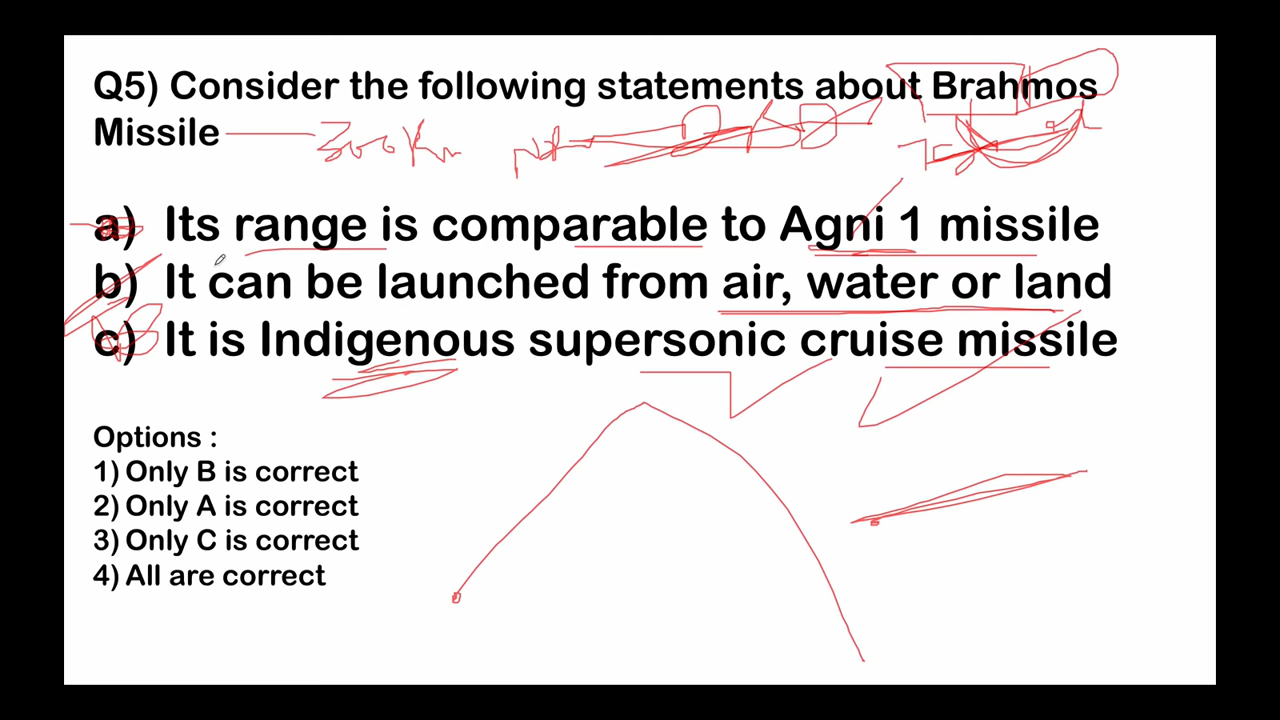 Q5) Consider the following statements about Brahmos
Missile
300Km
a) Its range is comparable to Agni 1 missile
b) It can be launched from air, water or land
c) It is Indigenous supersonic cruise missile
Options :
1) Only B is correct
2) Only A is correct
3) Only C is correct
4) All are correct